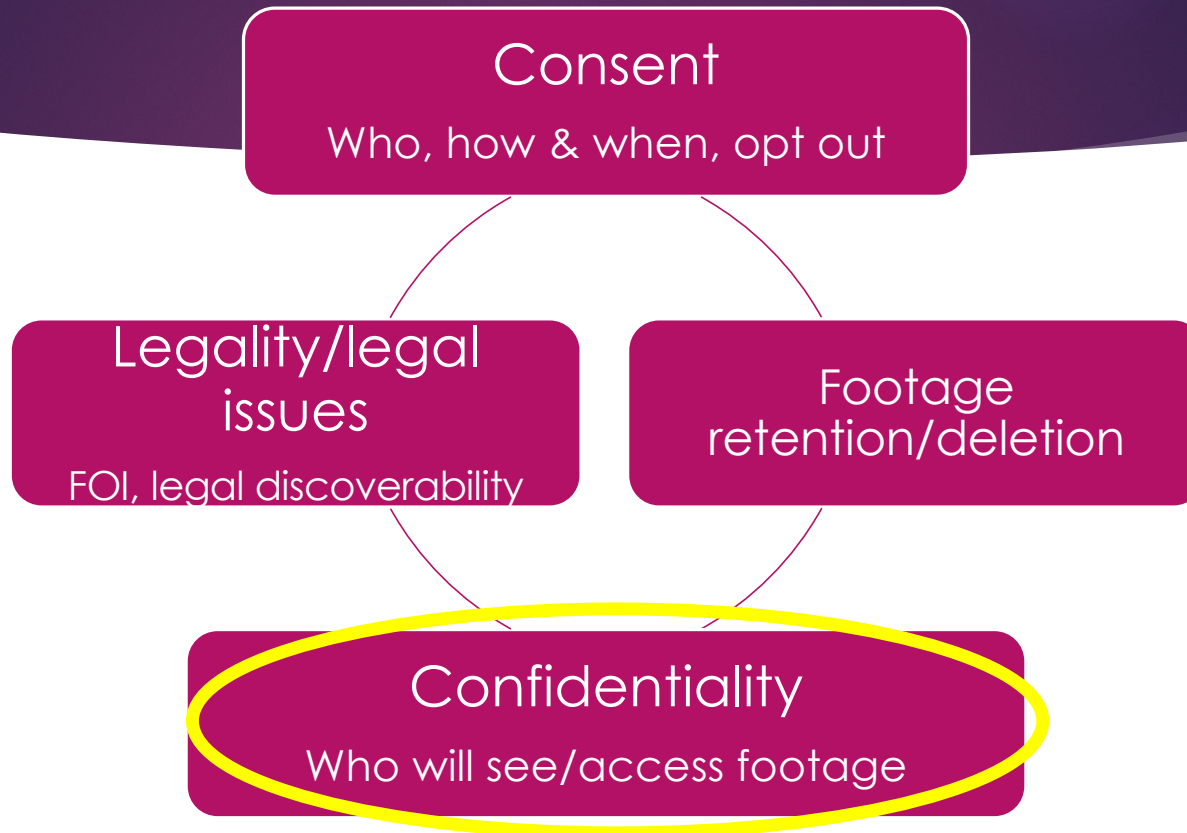 Consent
Who, how & when, opt out
Legality/legal
issues
FOI, legal discoverability
Footage
retention/deletion
Confidentiality
Who will see/access footage